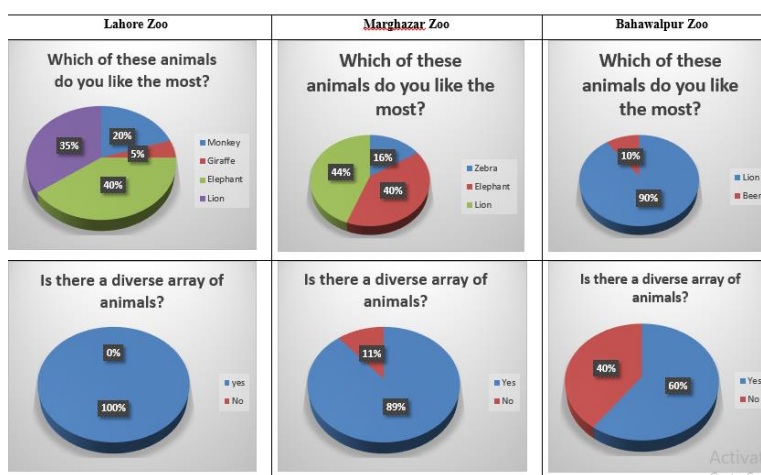 Lahore Zoo
Marghazar Zoo
Bahawalpur Zoo
Which of these animals
do you like the most?
20%
5%
40%
35%
Monkey
Giraffe
Elephant
Lion
Which of these
animals do you like the
most?
16%
40%
44%
Zebra
Elephant
Lion
Which of these
animals do you like
the most?
10%
90%
Lion
Beer
Is there a diverse array of
animals?
0%
100%
yes
No
Is there a diverse array of
animals?
11%
89%
Yes
No
Is there a diverse array of
animals?
40%
60%
Yes
No